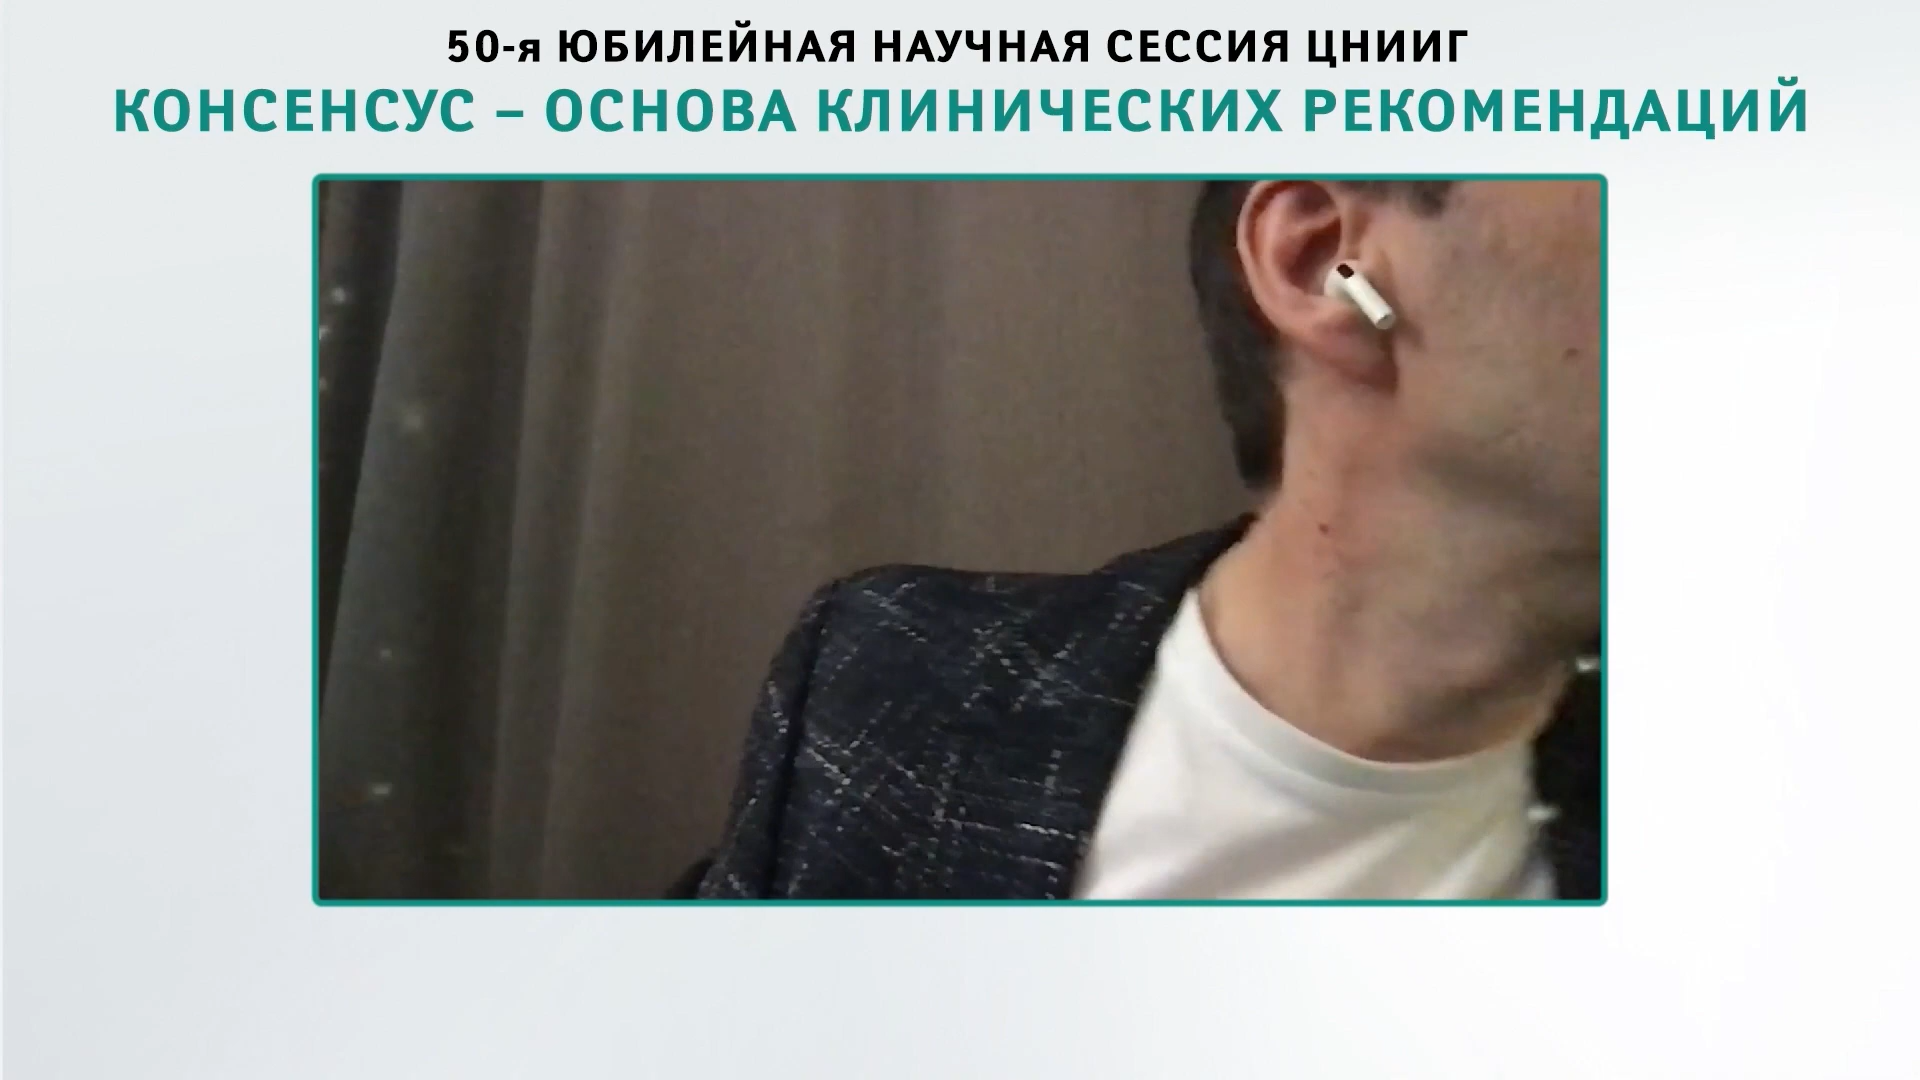 50-я ЮБИЛЕЙНАЯ НАУЧНАЯ СЕССИЯ ЦНИИГ
КОНСЕНСУС – ОСНОВА КЛИНИЧЕСКИХ РЕКОМЕНДАЦИЙ